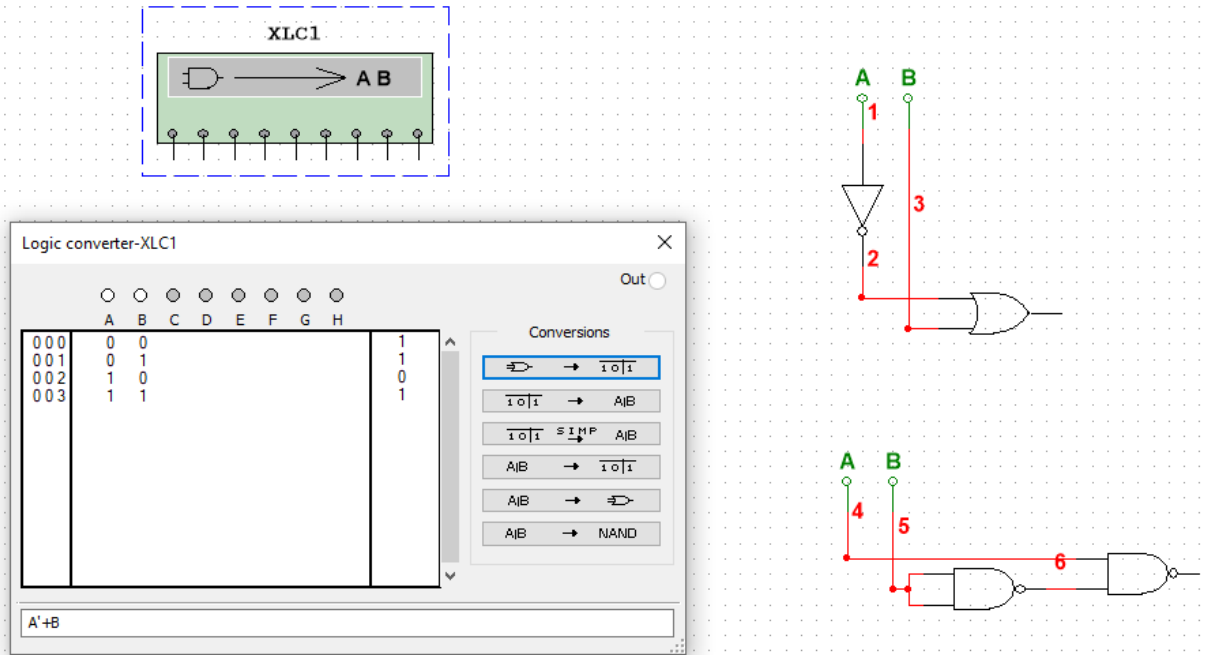 XLC1
A B
Logic converter-XLC1
Out
A B C D E F G H
000 0 0 1
001 0 1 1
002 1 0 0
003 1 1 1
Conversions
→ 1 0|1
1 0|1 → A|B
1 0|1 SIMP → A|B
A|B → 1 0|1
A|B →
A|B → NAND
A'+B
A B
1
3
2
A B
4
5
6